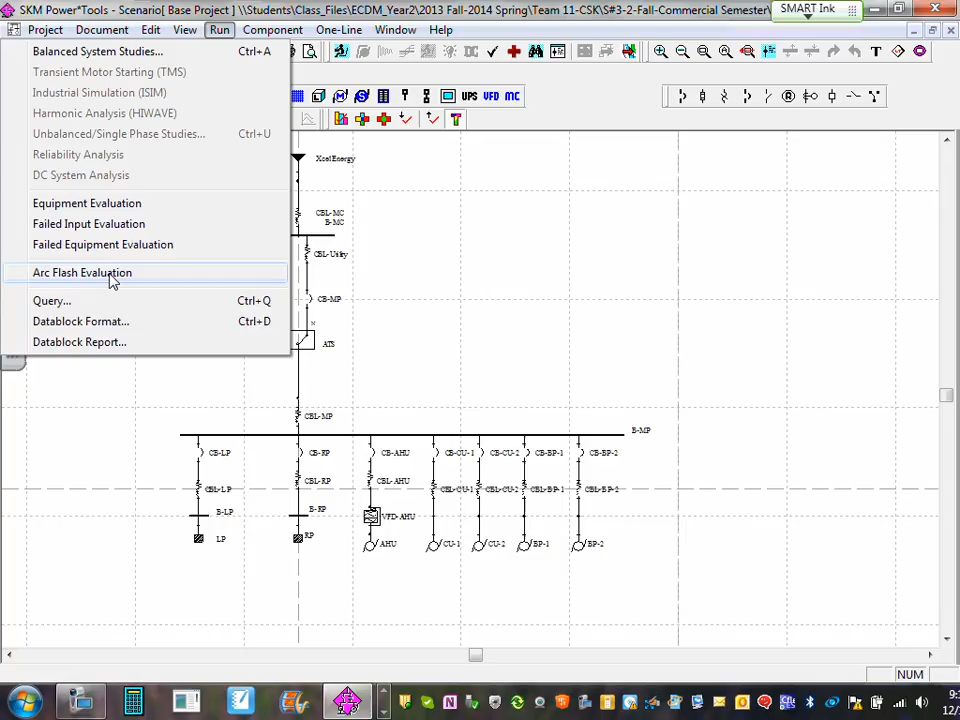 SKM Power*Tools - Scenario[ Base Project ] \\Students\Class_Files\ECDM_Year2\2013 Fall-2014 Spring\Team 11-CSK\S#3-2-Fall-Commercial Semester\
SMART Ink
Project Document Edit View Run Component One-Line Window Help
Balanced System Studies... Ctrl+A
Transient Motor Starting (TMS)
Industrial Simulation (ISIM)
Harmonic Analysis (HIWAVE)
Unbalanced/Single Phase Studies... Ctrl+U
Reliability Analysis
DC System Analysis
Equipment Evaluation
Failed Input Evaluation
Failed Equipment Evaluation
Arc Flash Evaluation
Query... Ctrl+Q
Datablock Format... Ctrl+D
Datablock Report...
UPS VFD MC
XcelEnergy
CBL-MC
B-MC
CBL-Utility
CB-MP
ATS
CBL-MP
B-MP
CB-LP CB-RP CB-AHU CB-CU-1 CB-CU-2 CB-BP-1 CB-BP-2
CBL-LP CBL-RP CBL-AHU CBL-CU-1 CBL-CU-2 CBL-BP-1 CBL-BP-2
B-LP B-RP VFD-AHU
LP RP AHU CU-1 CU-2 BP-1 BP-2
NUM